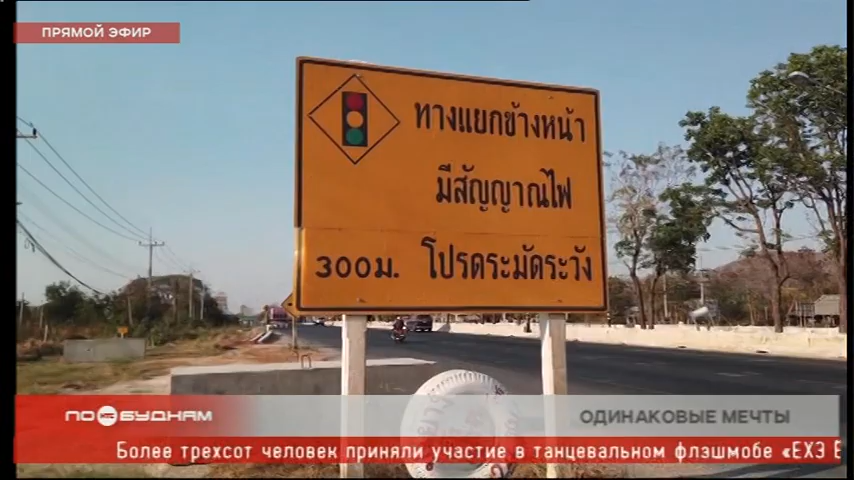 ПРЯМОЙ ЭФИР
ทางแยกข้างหน้า
มีสัญญาณไฟ
300ม. โปรดระมัดระวัง
ПО БУДНЯМ
ОДИНАКОВЫЕ МЕЧТЫ
Более трехсот человек приняли участие в танцевальном флэшмобе «ЕХЭ